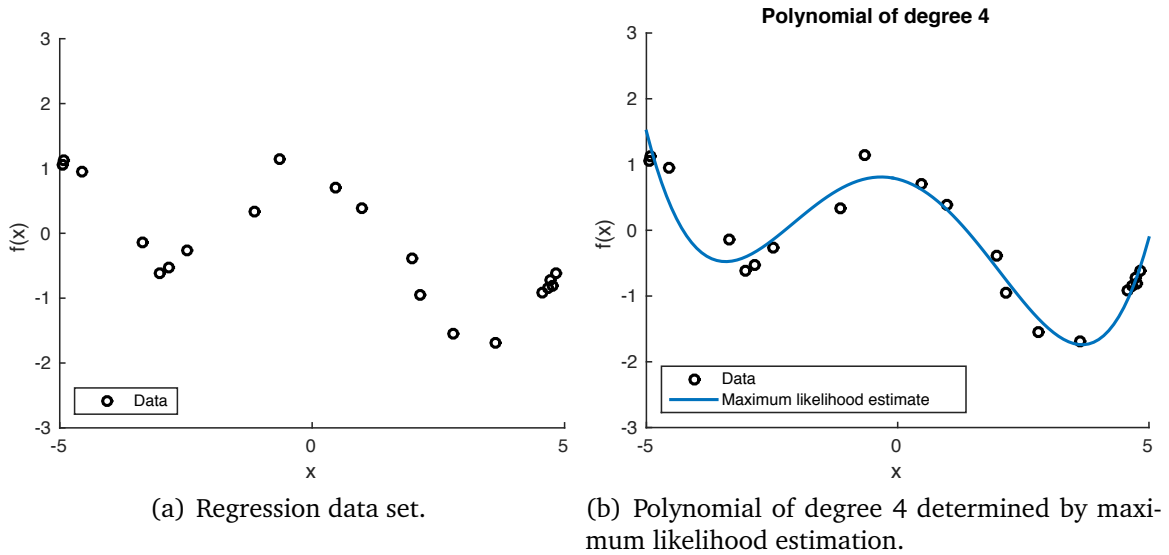 3
2
1
0
-1
-2
-3
f(x)
-5
0
5
x
Data
(a) Regression data set.
Polynomial of degree 4
3
2
1
0
-1
-2
-3
f(x)
-5
0
5
x
Data
Maximum likelihood estimate
(b) Polynomial of degree 4 determined by maxi-
mum likelihood estimation.